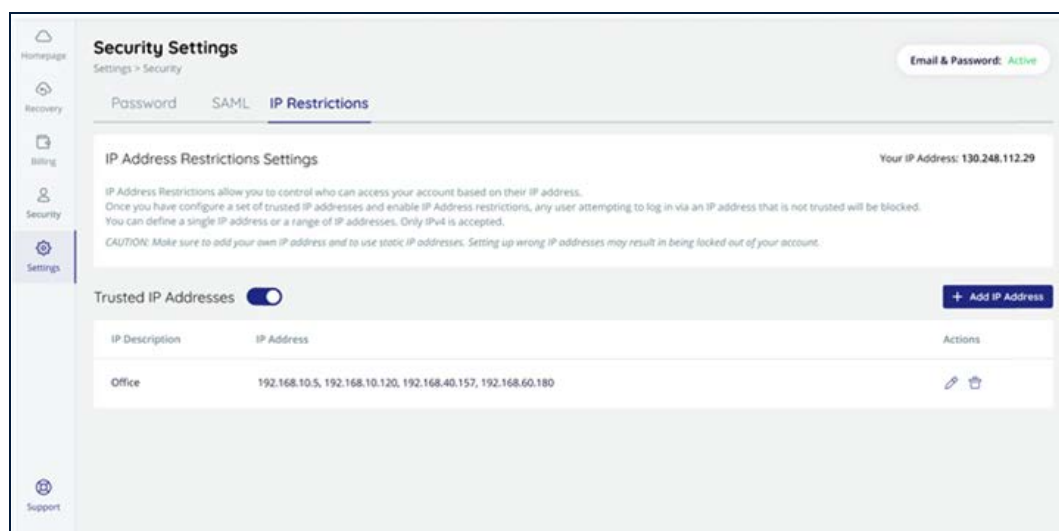 Homepage
Recovery
Billing
Security
Settings
Support
Security Settings
Settings > Security
Email & Password: Active
Password SAML IP Restrictions
IP Address Restrictions Settings
Your IP Address: 130.248.112.29
IP Address Restrictions allow you to control who can access your account based on their IP address.
Once you have configure a set of trusted IP addresses and enable IP Address restrictions, any user attempting to log in via an IP address that is not trusted will be blocked.
You can define a single IP address or a range of IP addresses. Only IPv4 is accepted.
CAUTION: Make sure to add your own IP address and to use static IP addresses. Setting up wrong IP addresses may result in being locked out of your account.
Trusted IP Addresses
+ Add IP Address
IP Description IP Address Actions
Office 192.168.10.5, 192.168.10.120, 192.168.40.157, 192.168.60.180